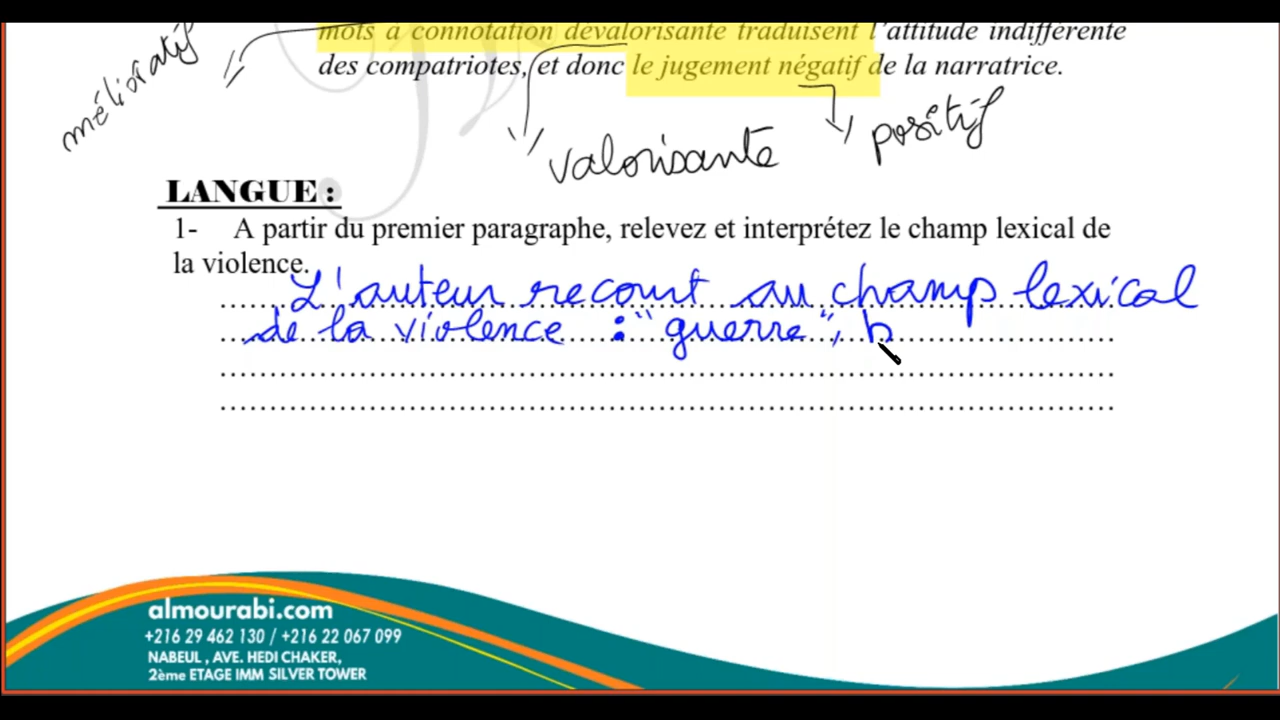 mots à connotation dévalorisante traduisent l'attitude indifférente
des compatriotes, et donc le jugement négatif de la narratrice.
mélioratif
valorisante
positif
LANGUE :
1- A partir du premier paragraphe, relevez et interprétez le champ lexical de
la violence.
L'auteur recourt au champ lexical
de la violence : "guerre", b
almourabi.com
+216 29 462 130 / +216 22 067 099
NABEUL , AVE. HEDI CHAKER,
2ème ETAGE IMM SILVER TOWER